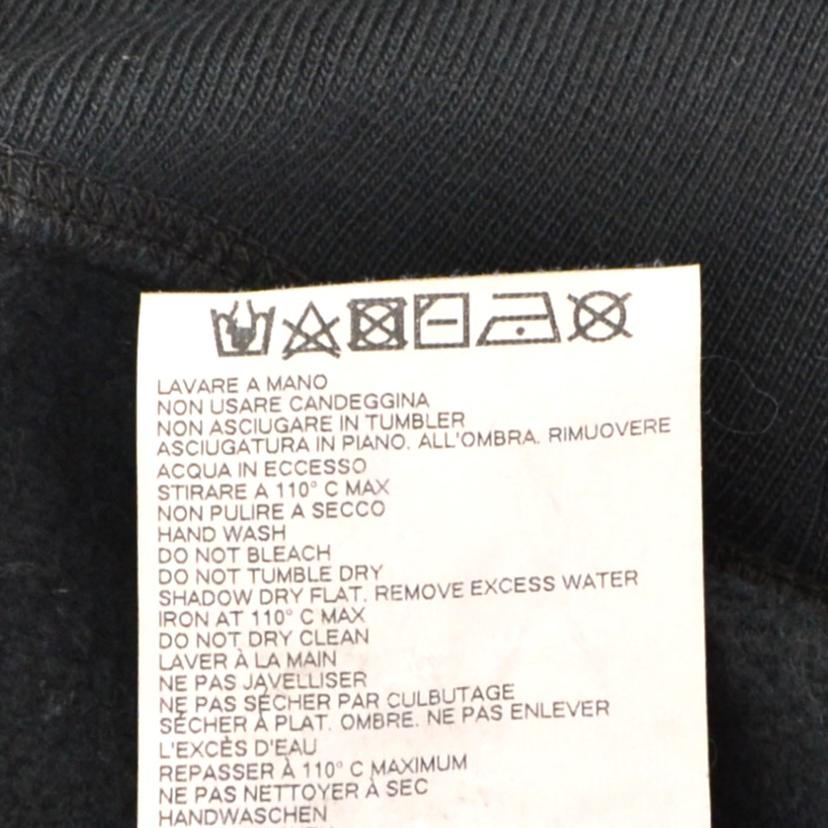 LAVARE A MANO
NON USARE CANDEGGINA
NON ASCIUGARE IN TUMBLER
ASCIUGATURA IN PIANO. ALL'OMBRA. RIMUOVERE
ACQUA IN ECCESSO
STIRARE A 110° C MAX
NON PULIRE A SECCO
HAND WASH
DO NOT BLEACH
DO NOT TUMBLE DRY
SHADOW DRY FLAT. REMOVE EXCESS WATER
IRON AT 110° C MAX
DO NOT DRY CLEAN
LAVER À LA MAIN
NE PAS JAVELLISER
NE PAS SÉCHER PAR CULBUTAGE
SÉCHER À PLAT. OMBRE. NE PAS ENLEVER
L'EXCÈS D'EAU
REPASSER À 110° C MAXIMUM
NE PAS NETTOYER À SEC
HANDWASCHEN